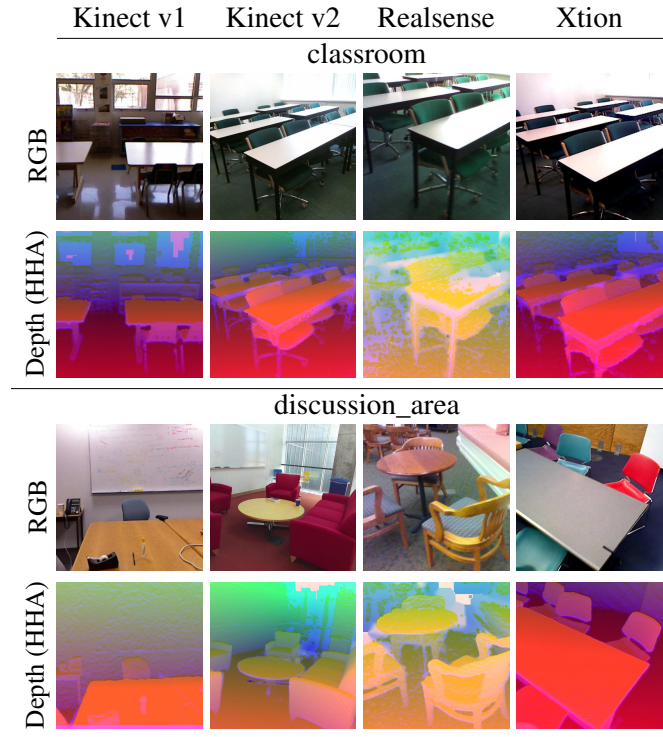 Kinect v1 Kinect v2 Realsense Xtion
classroom
RGB
Depth (HHA)
discussion_area
RGB
Depth (HHA)